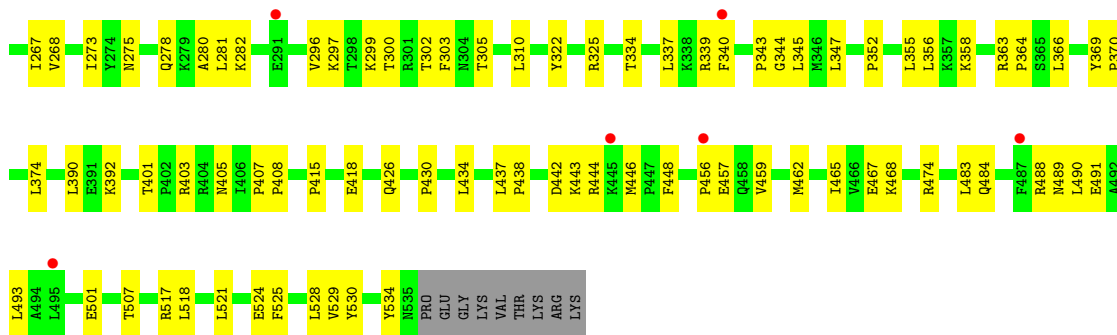 I267 V268 I273 Y274 N275 Q278 K279 A280 L281 K282 E291 V296 K297 T298 K299 T300 R301 T302 F303 N304 T305 L310 Y322 R325 T334 L337 K338 R339 F340 P343 G344 L345 M346 L347 P352 L355 L356 K357 K358 R363 P364 S365 L366 Y369 P370
L374 L390 E391 K392 T401 P402 R403 R404 N405 I406 P407 P408 P415 E418 Q426 P430 L434 L437 P438 D442 K443 R444 K445 M446 P447 F448 P456 E457 Q458 V459 M462 I465 V466 E467 K468 R474 L483 Q484 F487 R488 N489 L490 E491 A492
L493 A494 L495 E501 T507 R517 L518 L521 E524 F525 L528 V529 Y530 Y534 N535 PRO GLU GLY LYS VAL THR LYS ARG LYS